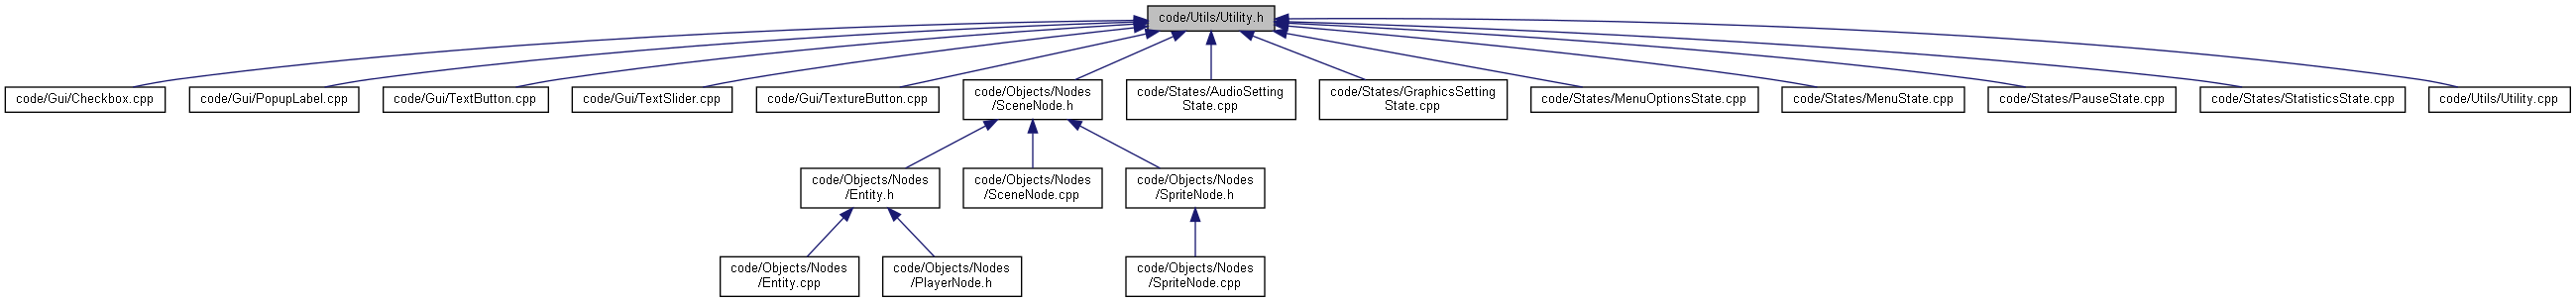 code/Utils/Utility.h
code/Gui/Checkbox.cpp
code/Gui/PopupLabel.cpp
code/Gui/TextButton.cpp
code/Gui/TextSlider.cpp
code/Gui/TextureButton.cpp
code/Objects/Nodes
/SceneNode.h
code/States/AudioSetting
State.cpp
code/States/GraphicsSetting
State.cpp
code/States/MenuOptionsState.cpp
code/States/MenuState.cpp
code/States/PauseState.cpp
code/States/StatisticsState.cpp
code/Utils/Utility.cpp
code/Objects/Nodes
/Entity.h
code/Objects/Nodes
/SceneNode.cpp
code/Objects/Nodes
/SpriteNode.h
code/Objects/Nodes
/Entity.cpp
code/Objects/Nodes
/PlayerNode.h
code/Objects/Nodes
/SpriteNode.cpp